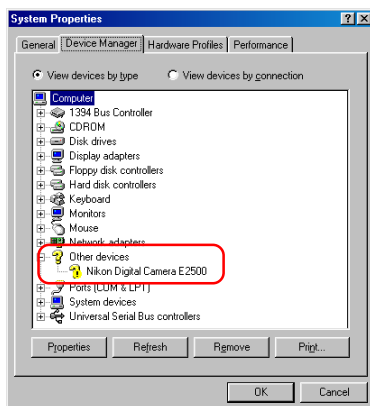 System Properties
General Device Manager Hardware Profiles Performance
View devices by type View devices by connection
Computer
1394 Bus Controller
CDROM
Disk drives
Display adapters
Floppy disk controllers
Hard disk controllers
Keyboard
Monitors
Mouse
Network adapters
Other devices
Nikon Digital Camera E2500
Ports (COM & LPT)
System devices
Universal Serial Bus controllers
Properties Refresh Remove Print...
OK Cancel